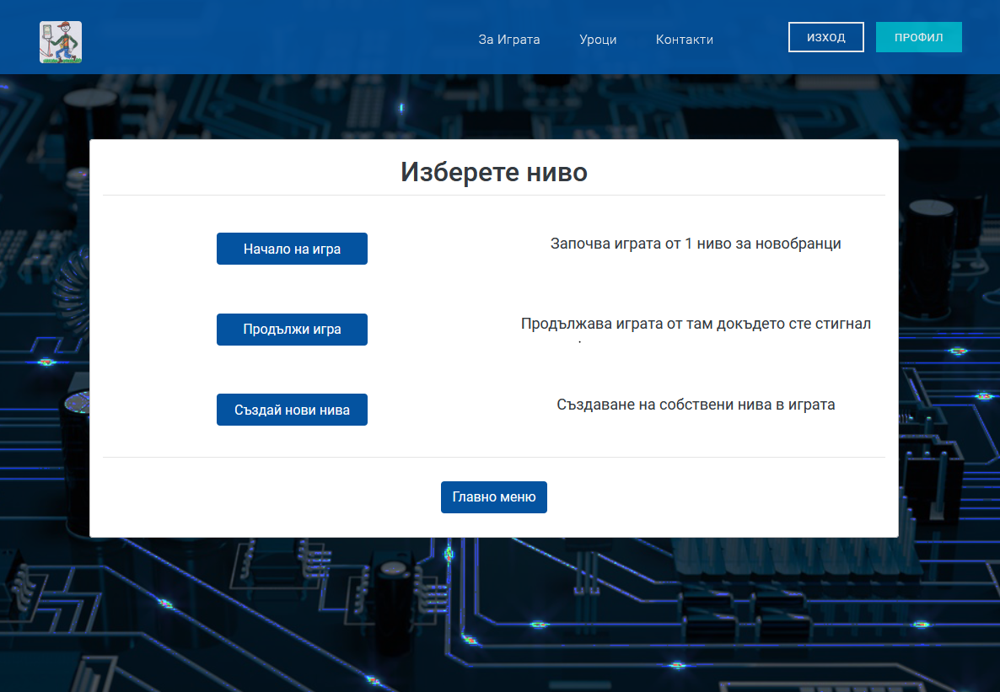 За Играта
Уроци
Контакти
ИЗХОД
ПРОФИЛ
Изберете ниво
Начало на игра
Започва играта от 1 ниво за новобранци
Продължи игра
Продължава играта от там докъдето сте стигнал
Създай нови нива
Създаване на собствени нива в играта
Главно меню